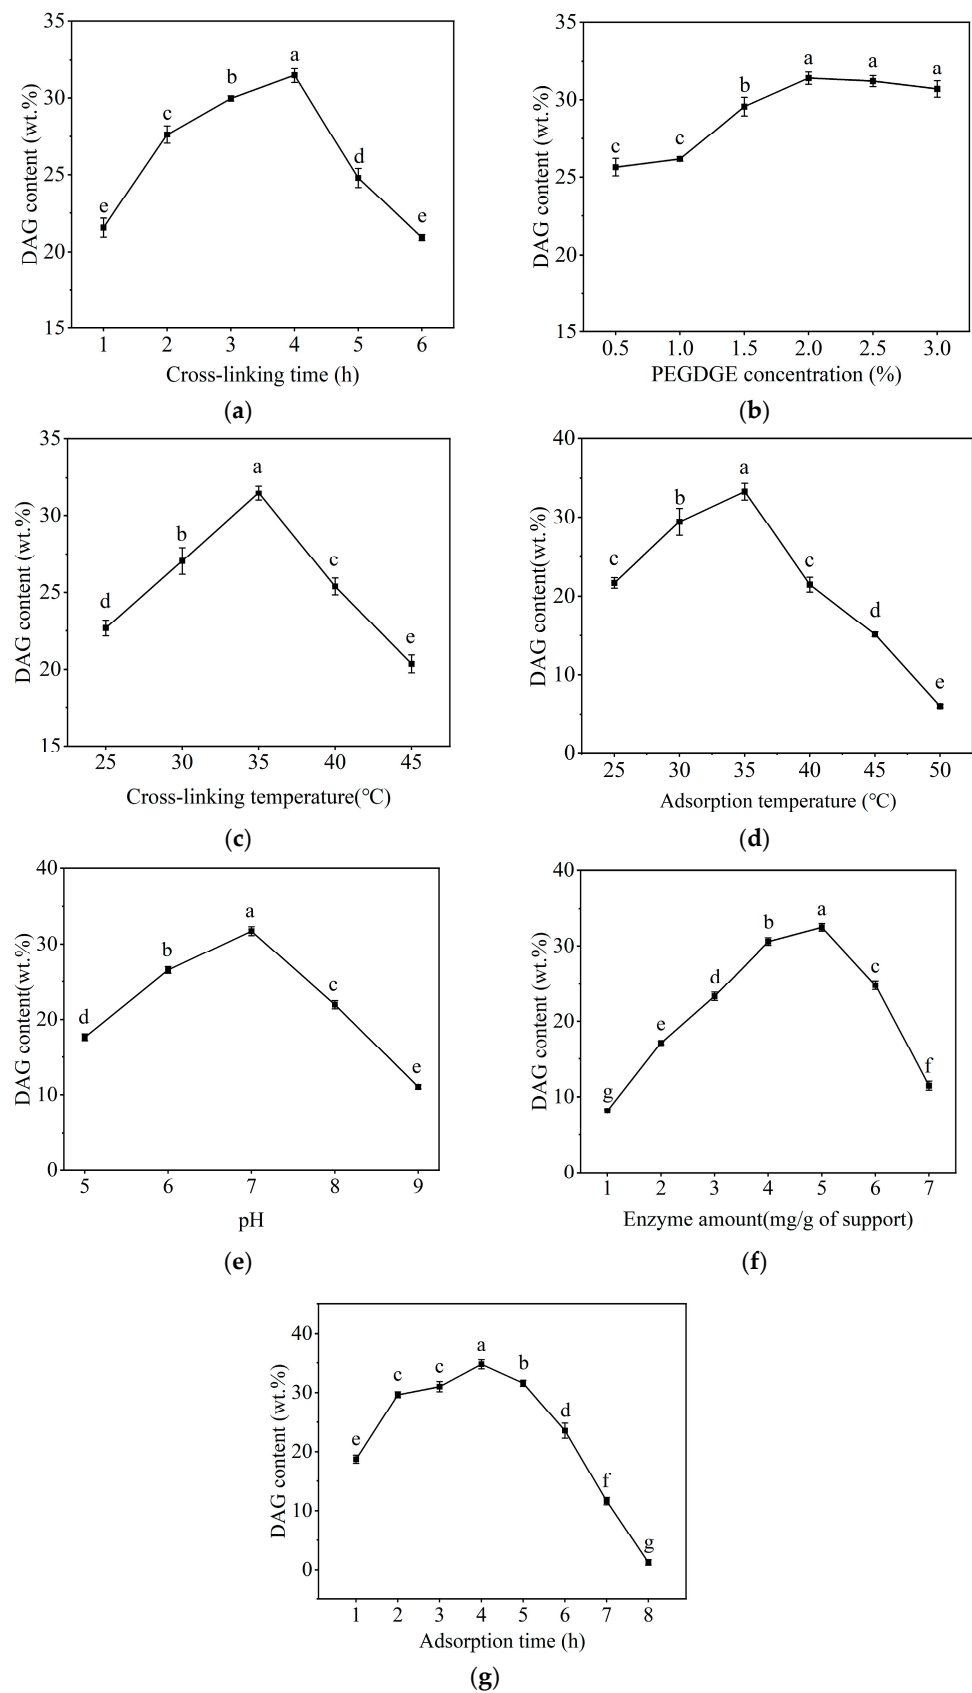 35
30
25
20
15
DAG content (wt.%)
e
c
b
a
d
e
1 2 3 4 5 6
Cross-linking time (h)
(a)
35
30
25
20
15
DAG content (wt.%)
c
c
b
a
a
a
0.5 1.0 1.5 2.0 2.5 3.0
PEGDGE concentration (%)
(b)
35
30
25
20
15
DAG content (wt.%)
d
b
a
c
e
25 30 35 40 45
Cross-linking temperature(°C)
(c)
40
30
20
10
0
DAG content(wt.%)
c
b
a
c
d
e
25 30 35 40 45 50
Adsorption temperature (°C)
(d)
40
30
20
10
0
DAG content(wt.%)
d
b
a
c
e
5 6 7 8 9
pH
(e)
40
30
20
10
0
DAG content (wt.%)
g
e
d
b
a
c
f
1 2 3 4 5 6 7
Enzyme amount(mg/g of support)
(f)
40
30
20
10
0
DAG content (wt.%)
e
c
c
a
b
d
f
g
1 2 3 4 5 6 7 8
Adsorption time (h)
(g)